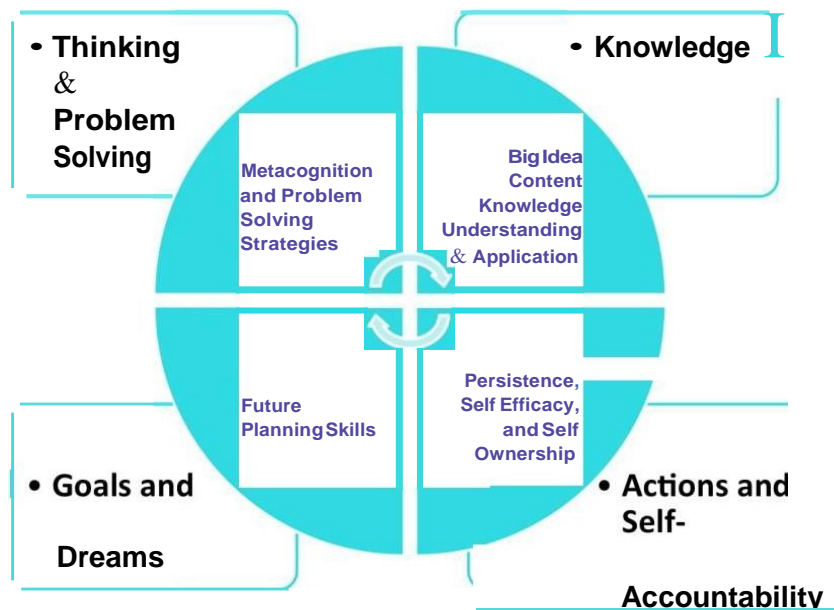 • Thinking
&
Problem
Solving
• Knowledge
Metacognition
and Problem
Solving
Strategies
Big Idea
Content
Knowledge
Understanding
& Application
Future
Planning Skills
Persistence,
Self Efficacy,
and Self
Ownership
• Goals and
Dreams
• Actions and
Self-
Accountability